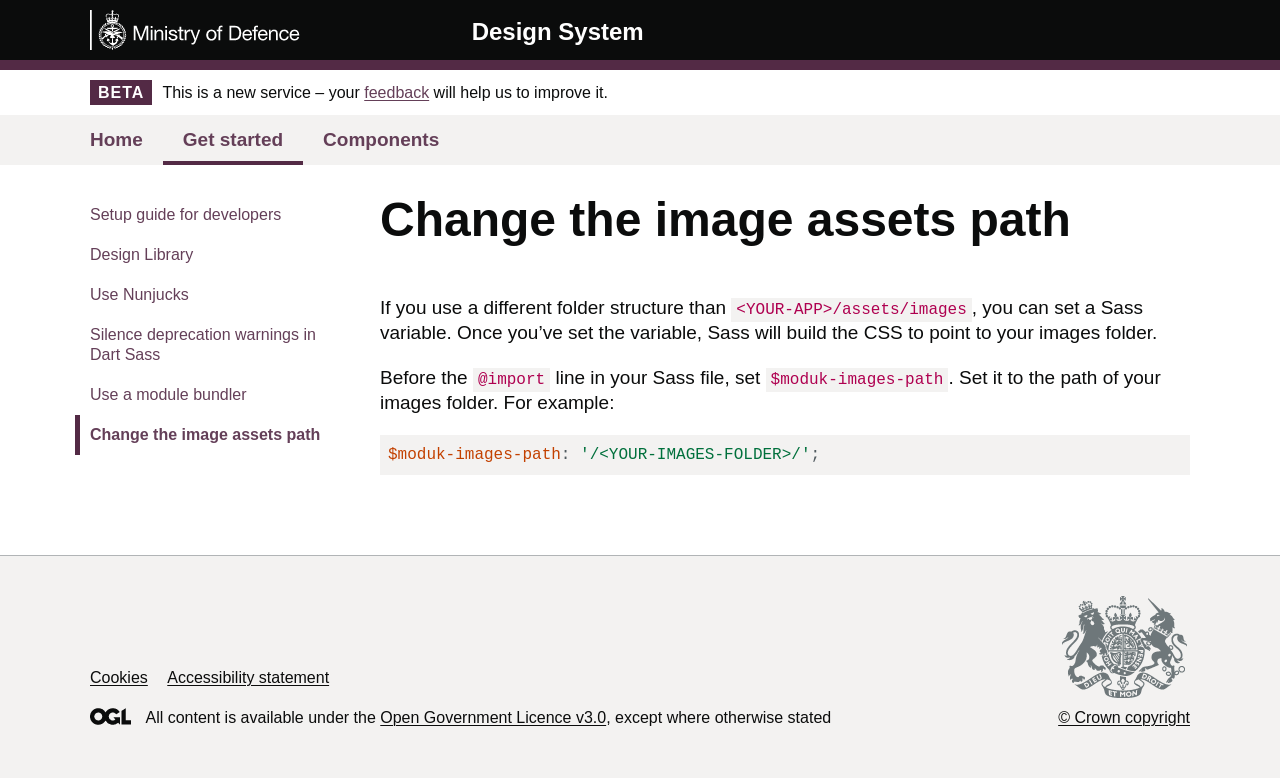 Ministry of Defence
Design System
BETA This is a new service – your feedback will help us to improve it.
Home Get started Components
Setup guide for developers
Design Library
Use Nunjucks
Silence deprecation warnings in
Dart Sass
Use a module bundler
Change the image assets path
Change the image assets path
If you use a different folder structure than <YOUR-APP>/assets/images, you can set a Sass
variable. Once you’ve set the variable, Sass will build the CSS to point to your images folder.
Before the @import line in your Sass file, set $moduk-images-path. Set it to the path of your
images folder. For example:
$moduk-images-path: '/<YOUR-IMAGES-FOLDER>/';
Cookies Accessibility statement
OGL All content is available under the Open Government Licence v3.0, except where otherwise stated
DIEU ET MON DROIT
© Crown copyright